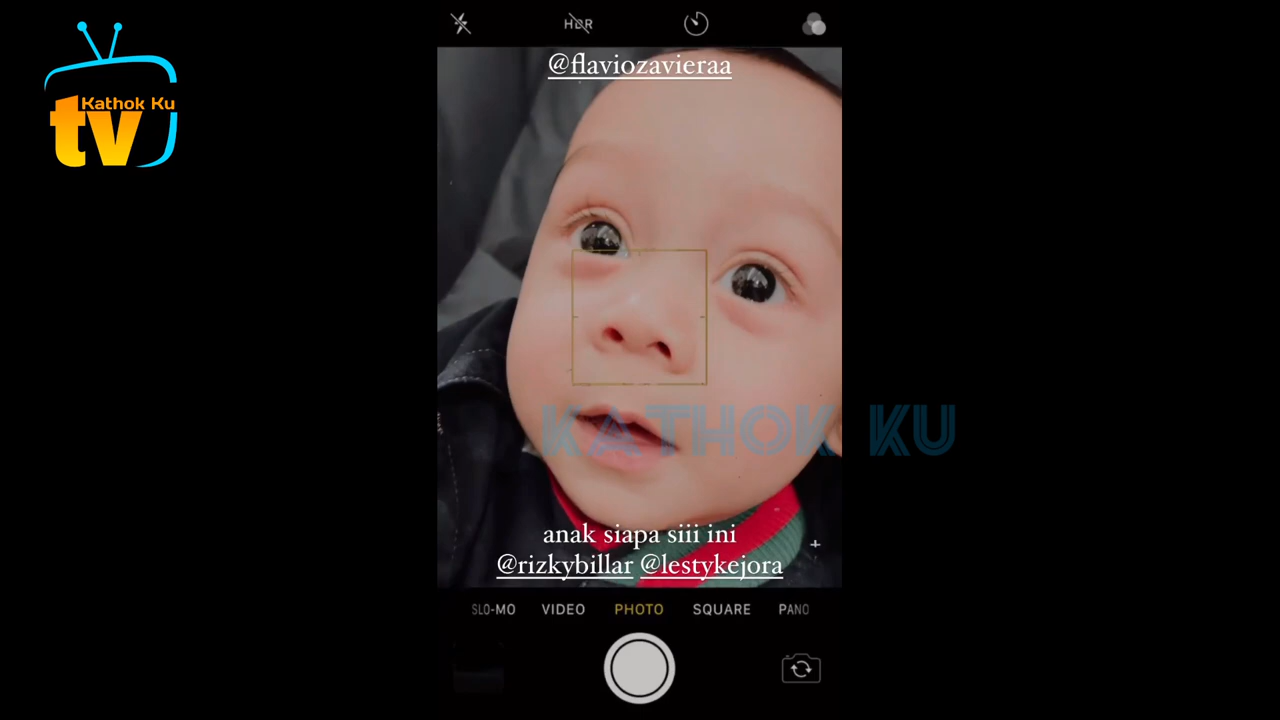 Kathok Ku
tv
HDR
@flaviozavieraa
KATHOK KU
anak siapa siii ini
@rizkybillar @lestykejora
SLO-MO VIDEO PHOTO SQUARE PANO